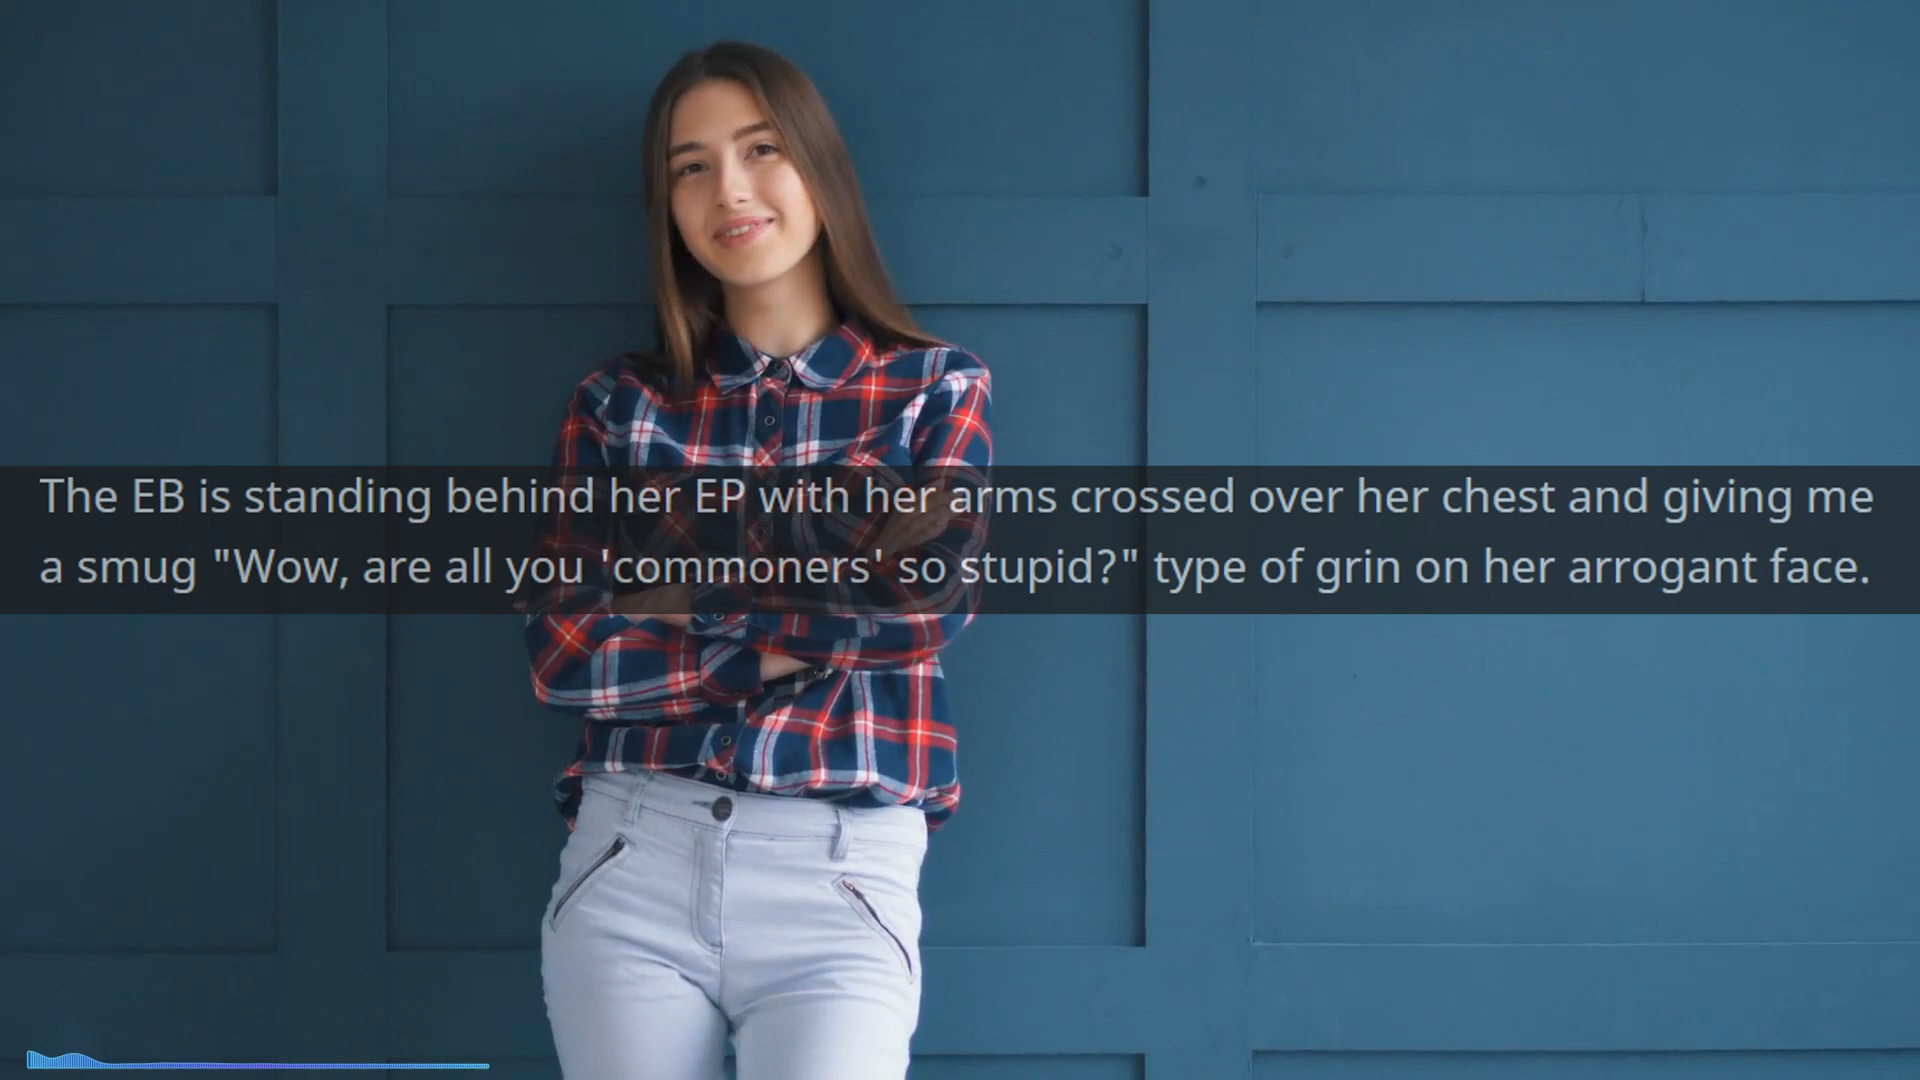 The EB is standing behind her EP with her arms crossed over her chest and giving me
a smug "Wow, are all you 'commoners' so stupid?" type of grin on her arrogant face.